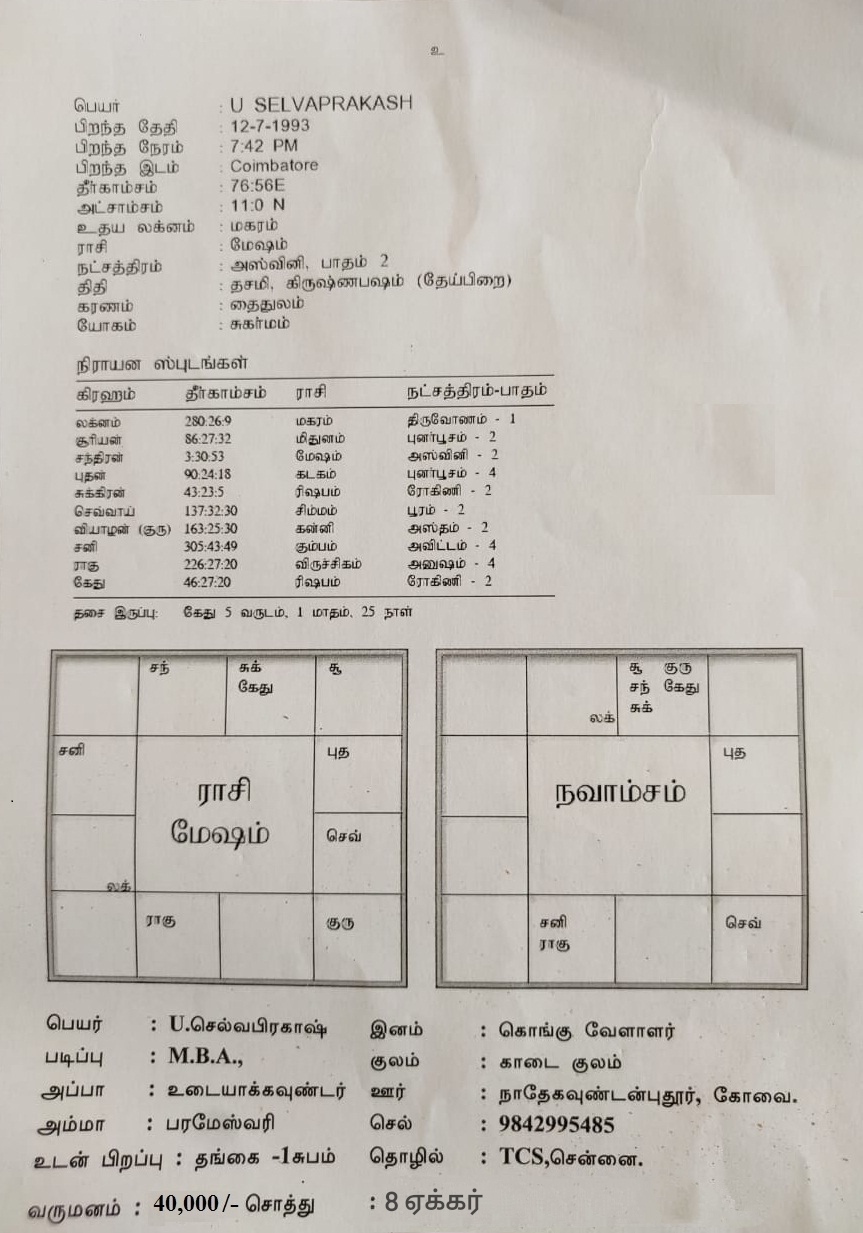 உ
பெயர் : U SELVAPRAKASH
பிறந்த தேதி : 12-7-1993
பிறந்த நேரம் : 7:42 PM
பிறந்த இடம் : Coimbatore
தீர்காம்சம் : 76:56E
அட்சாம்சம் : 11:0 N
உதய லக்னம் : மகரம்
ராசி : மேஷம்
நட்சத்திரம் : அஸ்வினி, பாதம் 2
திதி : தசமி, கிருஷ்ணபஷம் (தேய்பிறை)
கரணம் : தைதுலம்
யோகம் : சுகர்மம்
நிராயன ஸ்புடங்கள்
கிரஹம் தீர்காம்சம் ராசி நட்சத்திரம்-பாதம்
லக்னம் 280:26:9 மகரம் திருவோணம் - 1
சூரியன் 86:27:32 மிதுனம் புனர்பூசம் - 2
சந்திரன் 3:30:53 மேஷம் அஸ்வினி - 2
புதன் 90:24:18 கடகம் புனர்பூசம் - 4
சுக்கிரன் 43:23:5 ரிஷபம் ரோகிணி - 2
செவ்வாய் 137:32:30 சிம்மம் பூரம் - 2
வியாழன் (குரு) 163:25:30 கன்னி அஸ்தம் - 2
சனி 305:43:49 கும்பம் அவிட்டம் - 4
ராகு 226:27:20 விருச்சிகம் அனுஷம் - 4
கேது 46:27:20 ரிஷபம் ரோகிணி - 2
தசை இருப்பு: கேது 5 வருடம், 1 மாதம், 25 நாள்
சந் சுக் சூ
கேது
சனி புத
ராசி
மேஷம்
செவ்
லக்
ராகு குரு
சூ குரு
சந் கேது
லக் சுக்
புத
நவாம்சம்
சனி செவ்
ராகு
பெயர் : U.செல்வபிரகாஷ் இனம் : கொங்கு வேளாளர்
படிப்பு : M.B.A., குலம் : காடை குலம்
அப்பா : உடையாக்கவுண்டர் ஊர் : நாதேகவுண்டன்புதூர், கோவை.
அம்மா : பரமேஸ்வரி செல் : 9842995485
உடன் பிறப்பு : தங்கை -1சுபம் தொழில் : TCS,சென்னை.
வருமனம் : 40,000/- சொத்து : 8 ஏக்கர்